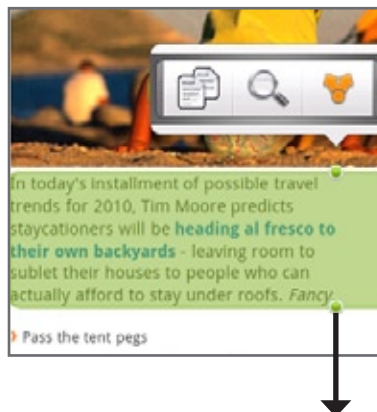 In today's installment of possible travel
trends for 2010, Tim Moore predicts
staycationers will be heading al fresco to
their own backyards - leaving room to
sublet their houses to people who can
actually afford to stay under roofs. Fancy.
Pass the tent pegs